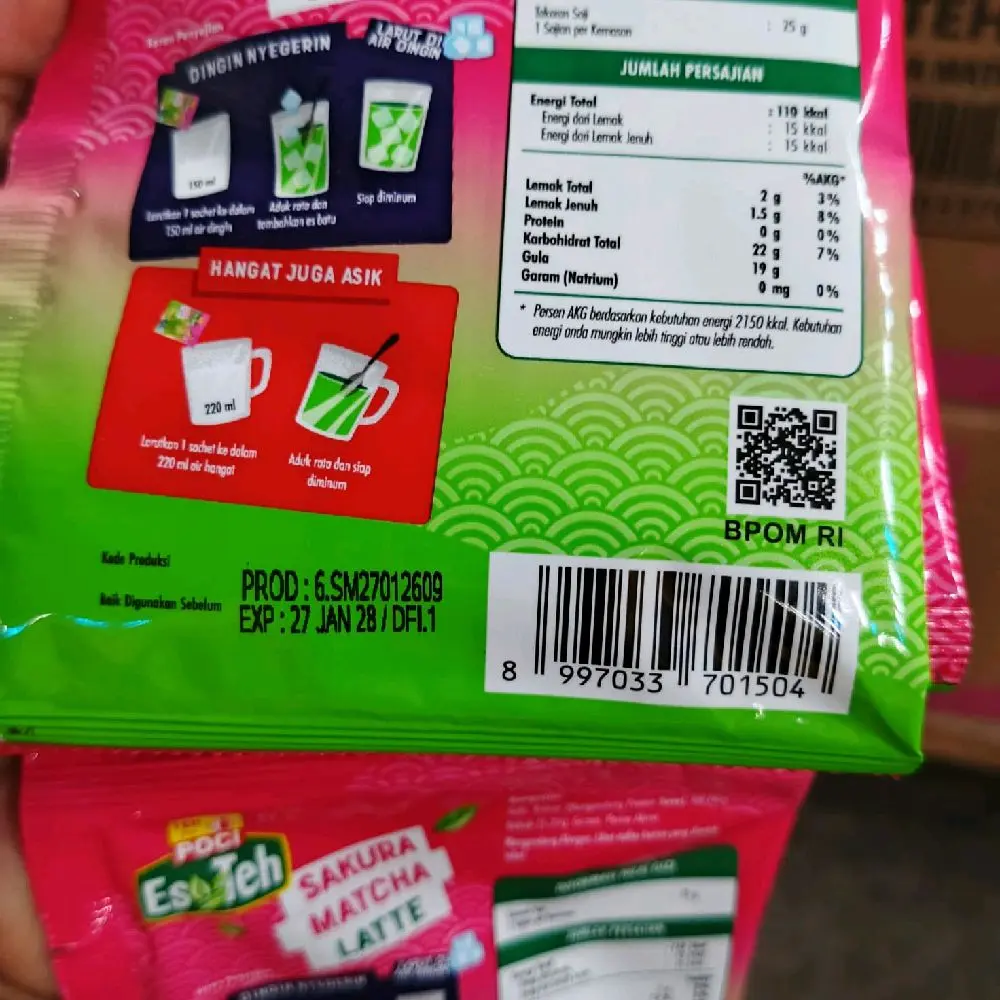 Saran Penyajian
DINGIN NYEGERIN
LARUT DI
AIR DINGIN
150 ml
Larutkan 1 sachet ke dalam
150 ml air dingin
Aduk rata dan
tambahkan es batu
Siap diminum
HANGAT JUGA ASIK
220 ml
Larutkan 1 sachet ke dalam
220 ml air hangat
Aduk rata dan siap
diminum
Takaran Saji : 25 g
1 Sajian per Kemasan
JUMLAH PERSAJIAN
Energi Total : 110 kkal
Energi dari Lemak : 15 kkal
Energi dari Lemak Jenuh : 15 kkal
%AKG*
Lemak Total 2 g 3%
Lemak Jenuh 1.5 g 8%
Protein 0 g 0%
Karbohidrat Total 22 g 7%
Gula 19 g
Garam (Natrium) 0 mg 0%
* Persen AKG berdasarkan kebutuhan energi 2150 kkal. Kebutuhan
energi anda mungkin lebih tinggi atau lebih rendah.
BPOM RI
Kode Produksi
Baik Digunakan Sebelum
PROD : 6.SM27012609
EXP : 27 JAN 28 / DFI.1
8 997033 701504
POCI
Es Teh
SAKURA
MATCHA
LATTE